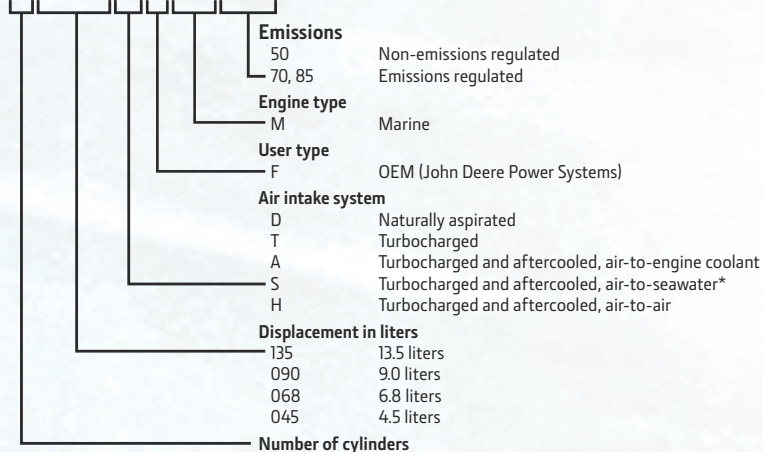 Emissions
50 Non-emissions regulated
70, 85 Emissions regulated
Engine type
M Marine
User type
F OEM (John Deere Power Systems)
Air intake system
D Naturally aspirated
T Turbocharged
A Turbocharged and aftercooled, air-to-engine coolant
S Turbocharged and aftercooled, air-to-seawater*
H Turbocharged and aftercooled, air-to-air
Displacement in liters
135 13.5 liters
090 9.0 liters
068 6.8 liters
045 4.5 liters
Number of cylinders